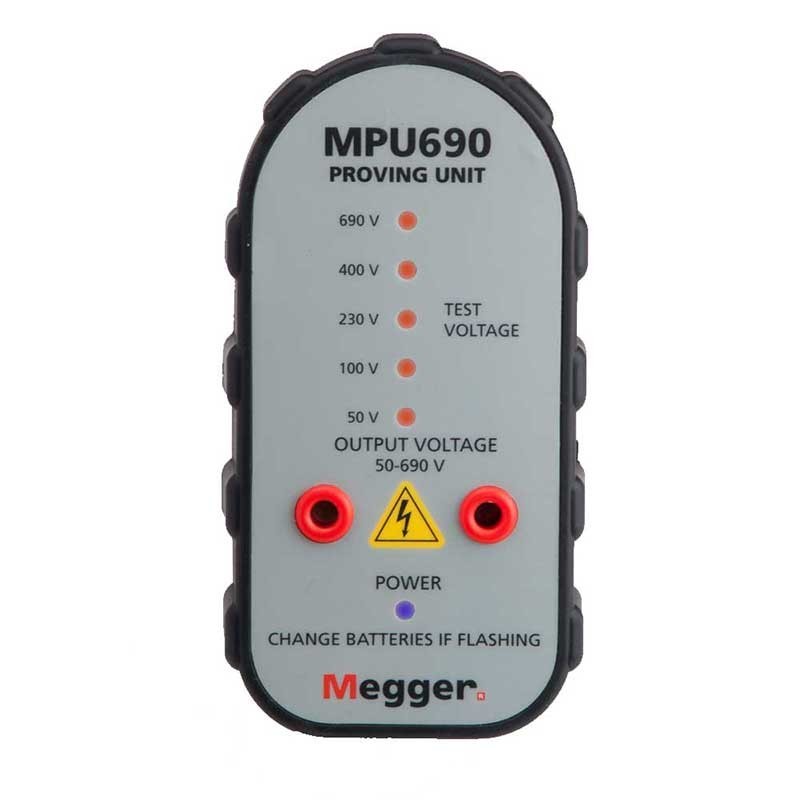 MPU690
PROVING UNIT
690 V
400 V
230 V
TEST
VOLTAGE
100 V
50 V
OUTPUT VOLTAGE
50-690 V
POWER
CHANGE BATTERIES IF FLASHING
Megger